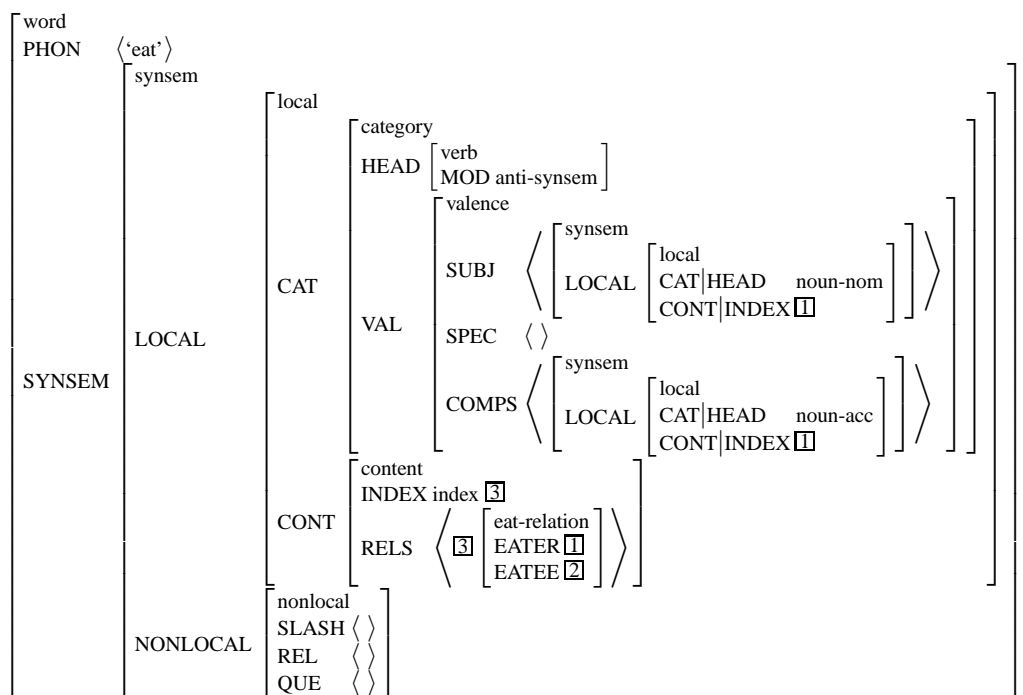 word
PHON ⟨‘eat’⟩
synsem
local
category
HEAD verb
MOD anti-synsem
valence
synsem
SUBJ LOCAL local
CAT|HEAD noun-nom
CONT|INDEX 1
CAT
VAL
SPEC ⟨ ⟩
LOCAL
synsem
SYNSEM
COMPS LOCAL local
CAT|HEAD noun-acc
CONT|INDEX 1
content
INDEX index 3
CONT
RELS ⟨ 3 eat-relation
EATER 1
EATEE 2 ⟩
nonlocal
SLASH ⟨ ⟩
NONLOCAL
REL ⟨ ⟩
QUE ⟨ ⟩